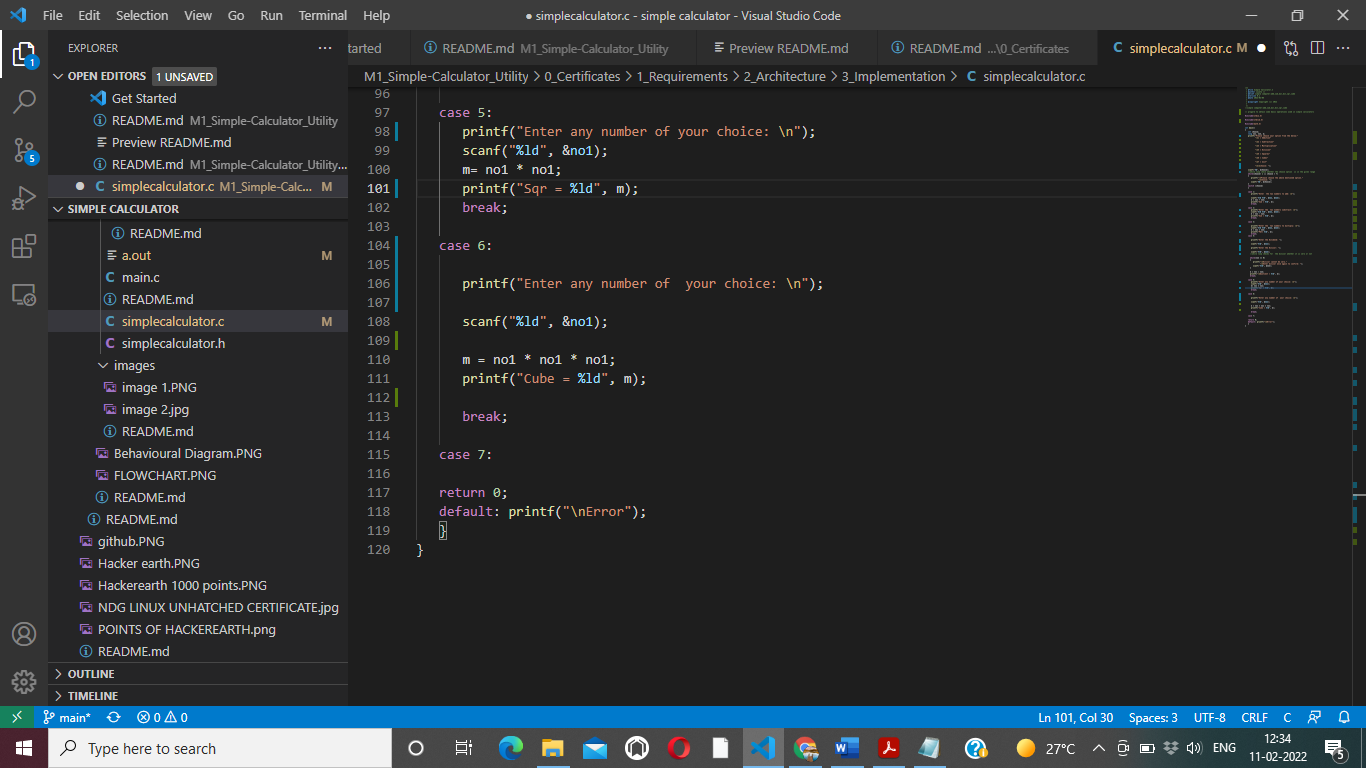 File Edit Selection View Go Run Terminal Help
● simplecalculator.c - simple calculator - Visual Studio Code
EXPLORER
tarted
README.md M1_Simple-Calculator_Utility
Preview README.md
README.md ...\0_Certificates
C simplecalculator.c M
OPEN EDITORS 1 UNSAVED
Get Started
README.md M1_Simple-Calculator_Utility
Preview README.md
README.md M1_Simple-Calculator_Utility...
C simplecalculator.c M1_Simple-Calc... M
SIMPLE CALCULATOR
README.md
a.out M
C main.c
README.md
C simplecalculator.c M
C simplecalculator.h
images
image 1.PNG
image 2.jpg
README.md
Behavioural Diagram.PNG
FLOWCHART.PNG
README.md
README.md
github.PNG
Hacker earth.PNG
Hackerearth 1000 points.PNG
NDG LINUX UNHATCHED CERTIFICATE.jpg
POINTS OF HACKEREARTH.png
README.md
OUTLINE
TIMELINE
1
5
M1_Simple-Calculator_Utility > 0_Certificates > 1_Requirements > 2_Architecture > 3_Implementation > C simplecalculator.c
96
97 case 5:
98 printf("Enter any number of your choice: \n");
99 scanf("%ld", &no1);
100 m= no1 * no1;
101 printf("Sqr = %ld", m);
102 break;
103
104 case 6:
105
106 printf("Enter any number of  your choice: \n");
107
108 scanf("%ld", &no1);
109
110 m = no1 * no1 * no1;
111 printf("Cube = %ld", m);
112
113 break;
114
115 case 7:
116
117 return 0;
118 default: printf("\nError");
119 }
120 }
main* 0 0
Ln 101, Col 30 Spaces: 3 UTF-8 CRLF C
Type here to search
27°C ENG
12:34
11-02-2022
5